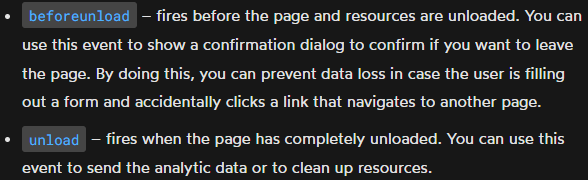 beforeunload – fires before the page and resources are unloaded. You can
use this event to show a confirmation dialog to confirm if you want to leave
the page. By doing this, you can prevent data loss in case the user is filling
out a form and accidentally clicks a link that navigates to another page.
unload – fires when the page has completely unloaded. You can use this
event to send the analytic data or to clean up resources.